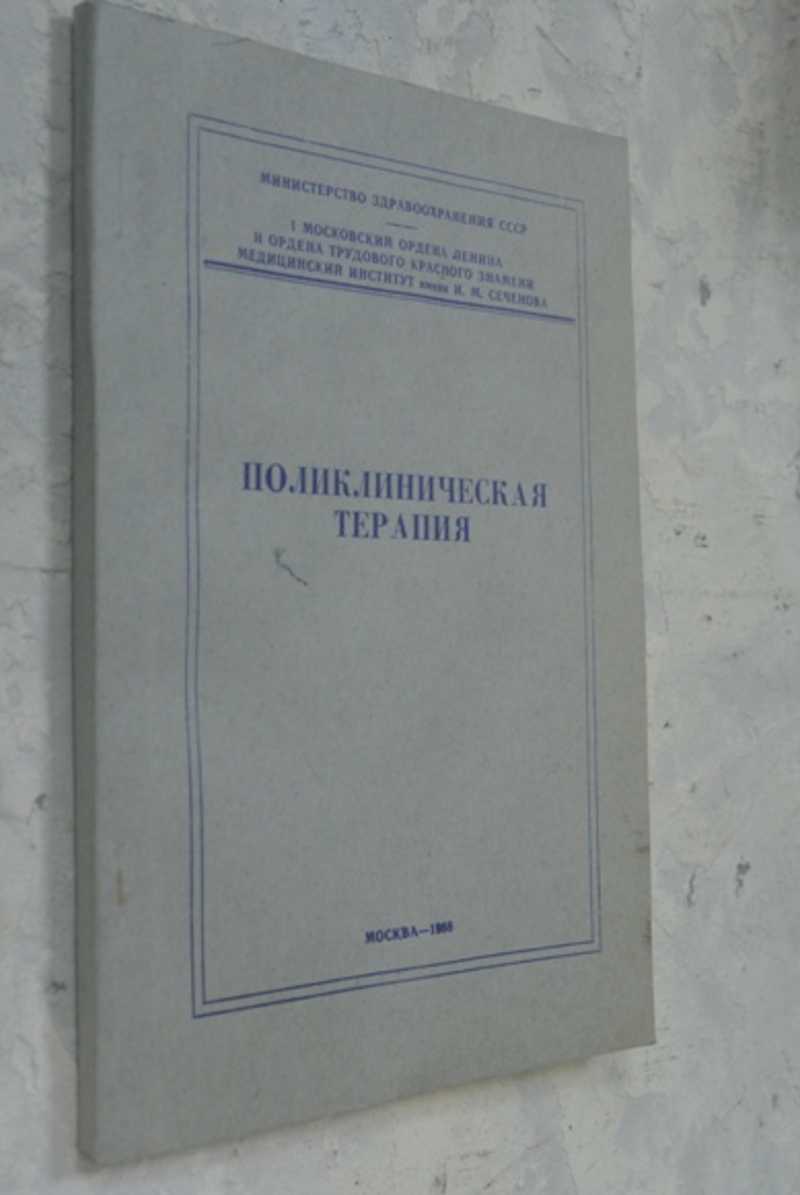 МИНИСТЕРСТВО ЗДРАВООХРАНЕНИЯ СССР
I МОСКОВСКИЙ ОРДЕНА ЛЕНИНА
И ОРДЕНА ТРУДОВОГО КРАСНОГО ЗНАМЕНИ
МЕДИЦИНСКИЙ ИНСТИТУТ имени И. М. СЕЧЕНОВА
ПОЛИКЛИНИЧЕСКАЯ
ТЕРАПИЯ
МОСКВА—